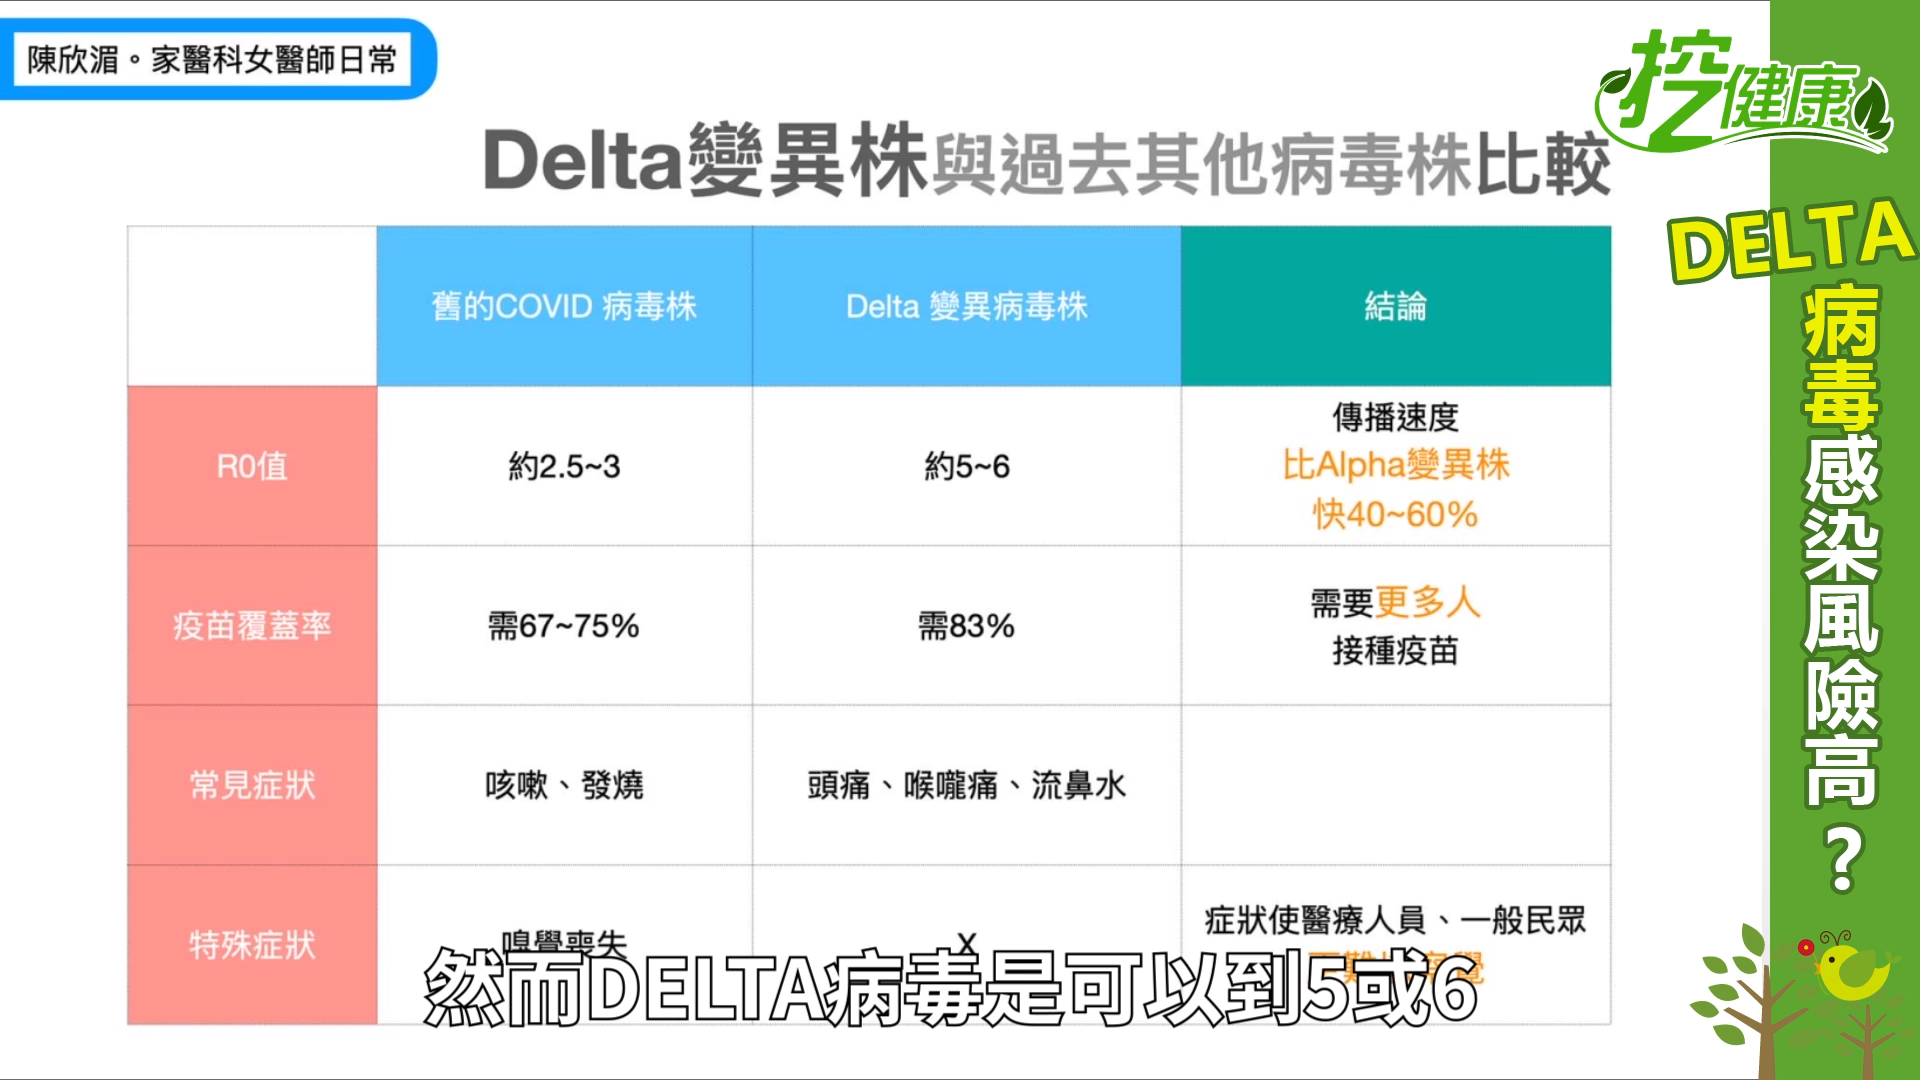 陳欣湄。家醫科女醫師日常
挖健康
Delta變異株與過去其他病毒株比較
舊的COVID 病毒株
Delta 變異病毒株
結論
R0值
約2.5~3
約5~6
傳播速度
比Alpha變異株
快40~60%
疫苗覆蓋率
需67~75%
需83%
需要更多人
接種疫苗
常見症狀
咳嗽、發燒
頭痛、喉嚨痛、流鼻水
特殊症狀
嗅覺喪失
X
症狀使醫療人員、一般民眾
然而DELTA病毒是可以到5或6
DELTA
病毒感染風險高?